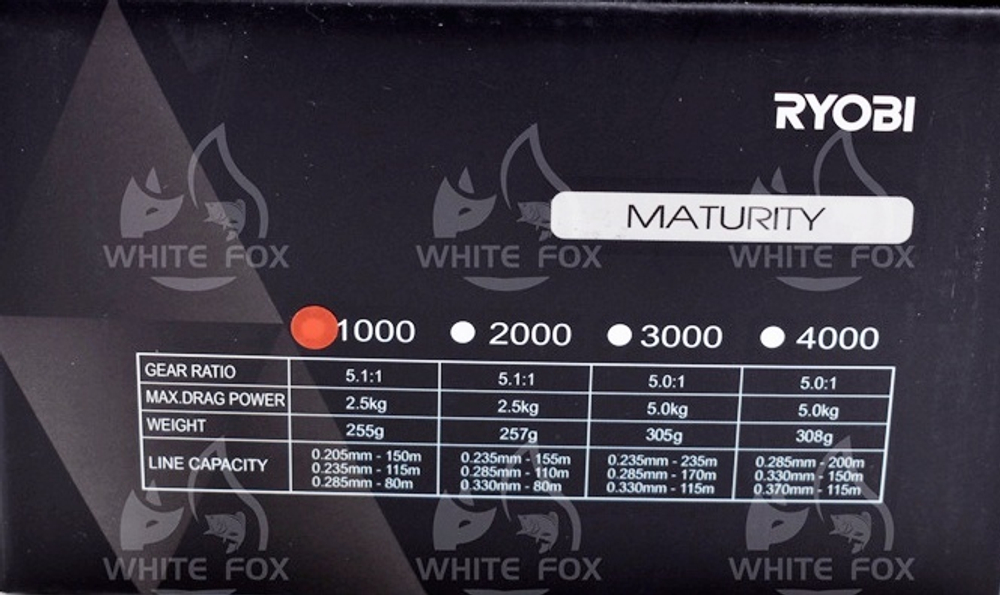 RYOBI
MATURITY
WHITE FOX WHITE FOX WHITE FOX
1000 2000 3000 4000
GEAR RATIO 5.1:1 5.1:1 5.0:1 5.0:1
MAX.DRAG POWER 2.5kg 2.5kg 5.0kg 5.0kg
WEIGHT 255g 257g 305g 308g
LINE CAPACITY 0.205mm - 150m 0.235mm - 155m 0.235mm - 235m 0.285mm - 200m
0.235mm - 115m 0.285mm - 110m 0.285mm - 170m 0.330mm - 150m
0.285mm - 80m 0.330mm - 80m 0.330mm - 115m 0.370mm - 115m
WHITE FOX WHITE FOX WHITE FOX